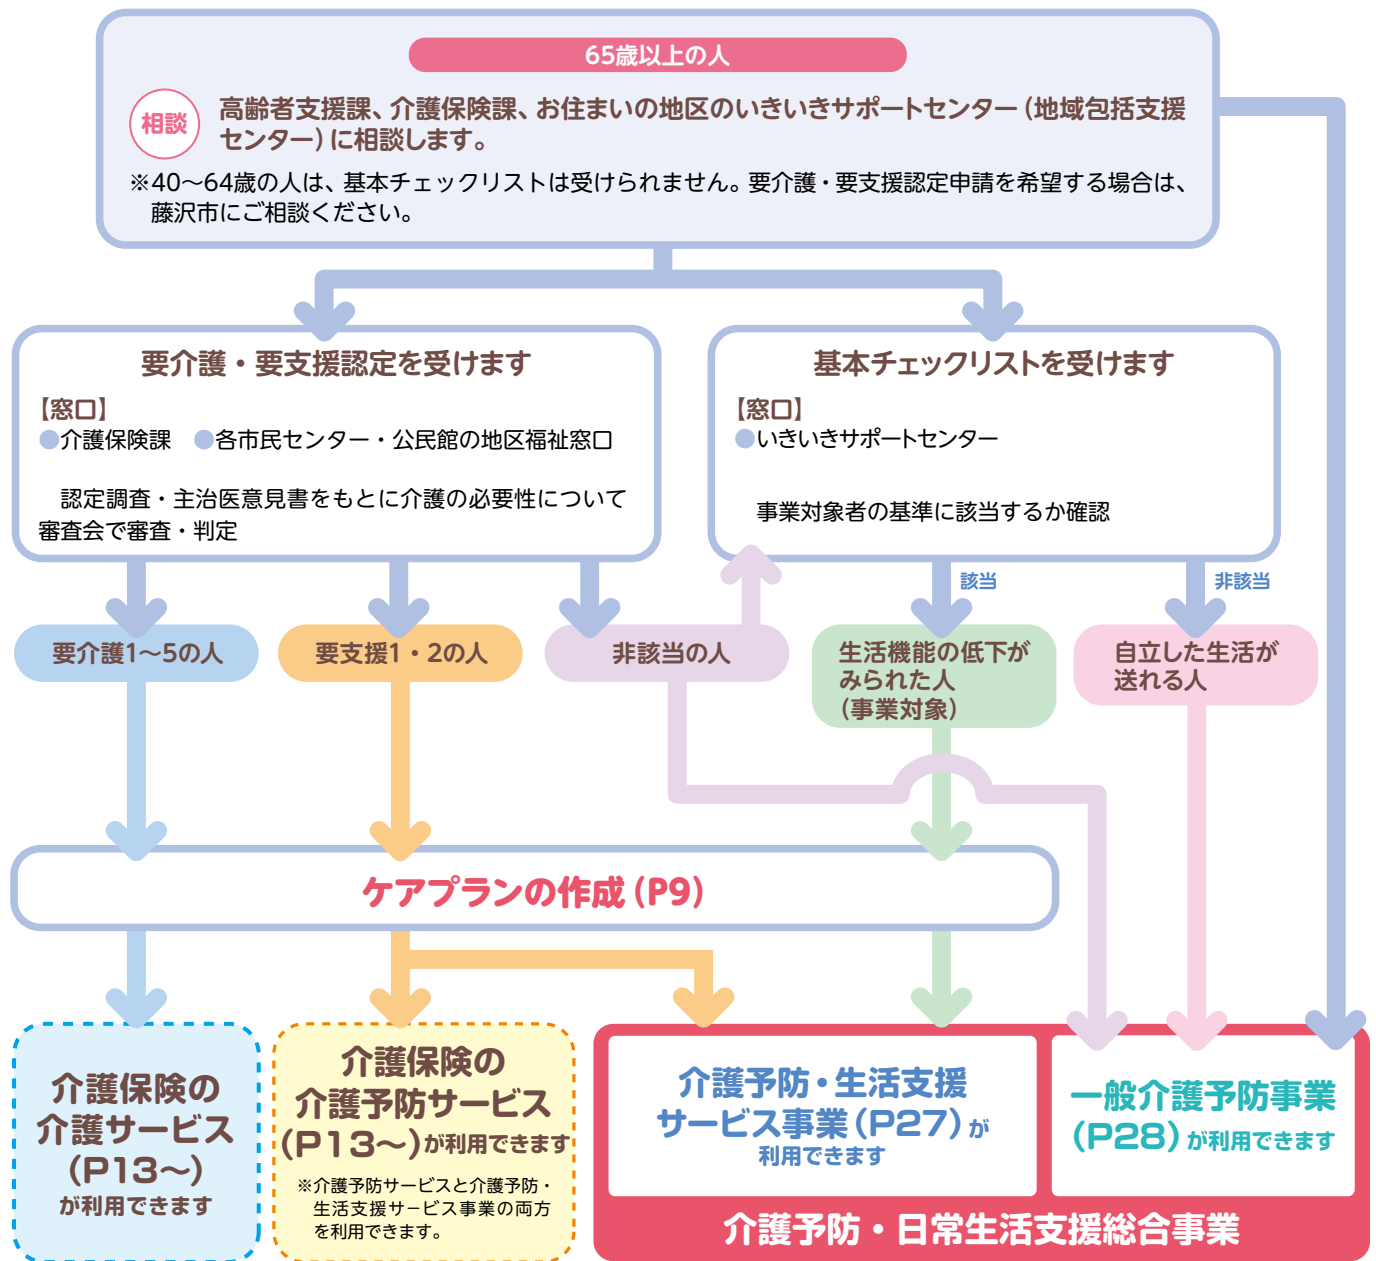 65歳以上の人
相談
高齢者支援課、介護保険課、お住まいの地区のいきいきサポートセンター（地域包括支援
センター）に相談します。
※40～64歳の人は、基本チェックリストは受けられません。要介護・要支援認定申請を希望する場合は、
藤沢市にご相談ください。
要介護・要支援認定を受けます
【窓口】
●介護保険課　●各市民センター・公民館の地区福祉窓口
認定調査・主治医意見書をもとに介護の必要性について
審査会で審査・判定
基本チェックリストを受けます
【窓口】
●いきいきサポートセンター
事業対象者の基準に該当するか確認
該当
非該当
要介護1～5の人
要支援1・2の人
非該当の人
生活機能の低下が
みられた人
（事業対象）
自立した生活が
送れる人
ケアプランの作成（P9）
介護保険の
介護サービス
（P13～）
が利用できます
介護保険の
介護予防サービス
（P13～）が利用できます
※介護予防サービスと介護予防・
生活支援サービス事業の両方
を利用できます。
介護予防・生活支援
サービス事業（P27）が
利用できます
一般介護予防事業
（P28）が利用できます
介護予防・日常生活支援総合事業